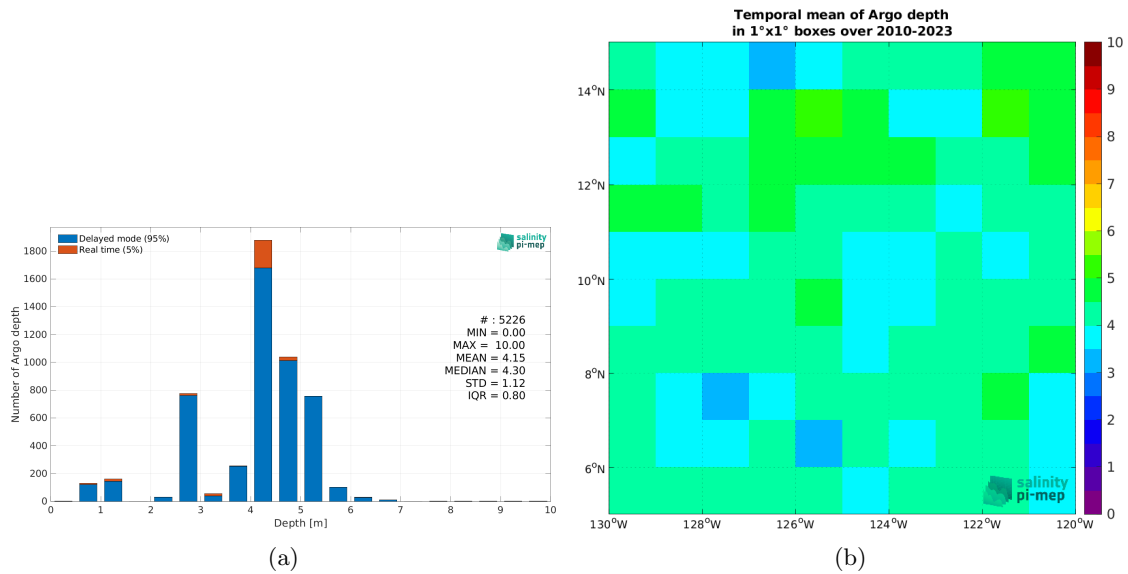 Delayed mode (95%)
Real time (5%)
salinity
pi-mep
Number of Argo depth
1800
1600
1400
1200
1000
800
600
400
200
0
# : 5226
MIN = 0.00
MAX = 10.00
MEAN = 4.15
MEDIAN = 4.30
STD = 1.12
IQR = 0.80
0 1 2 3 4 5 6 7 8 9 10
Depth [m]
(a)
Temporal mean of Argo depth
in 1°x1° boxes over 2010-2023
14°N
12°N
10°N
8°N
6°N
130°W 128°W 126°W 124°W 122°W 120°W
salinity
pi-mep
10
9
8
7
6
5
4
3
2
1
0
(b)